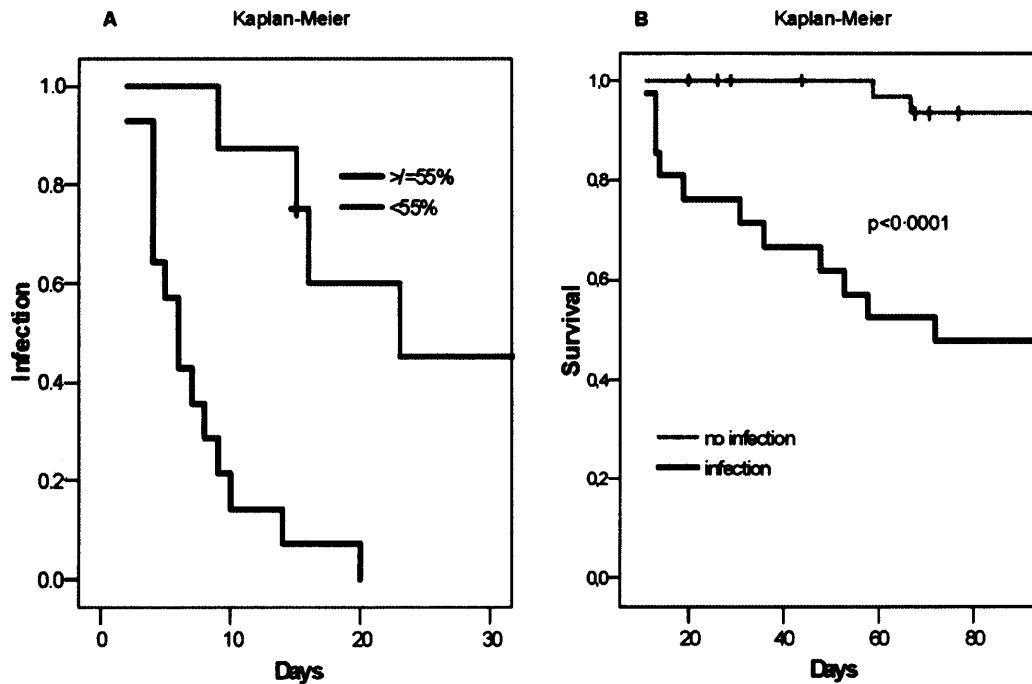 A
Kaplan-Meier
Infection
1.0
0.8
0.6
0.4
0.2
0.0
>/=55%
<55%
0
10
20
30
Days
B
Kaplan-Meier
Survival
1,0
0,8
0,6
0,4
0,2
0,0
p<0·0001
no infection
infection
20
40
60
80
Days